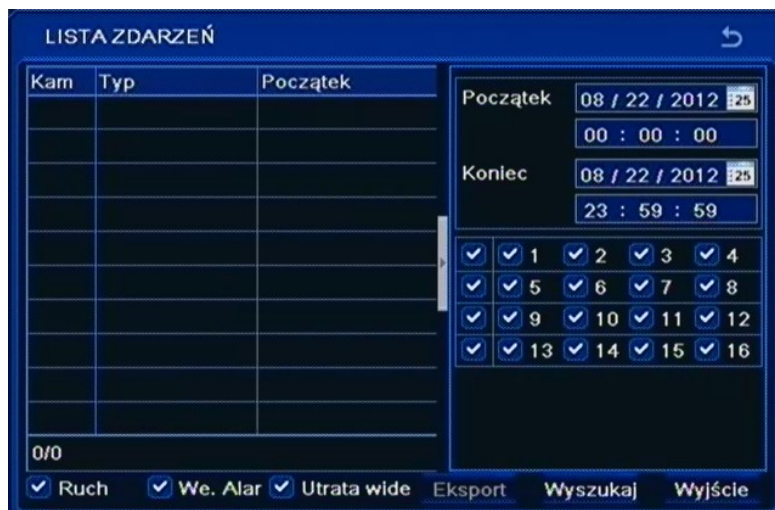 LISTA ZDARZEŃ
Kam Typ Początek
Początek 08 / 22 / 2012 25
00 : 00 : 00
Koniec 08 / 22 / 2012 25
23 : 59 : 59
1 2 3 4
5 6 7 8
9 10 11 12
13 14 15 16
0/0
Ruch We. Alar Utrata wide Eksport Wyszukaj Wyjście